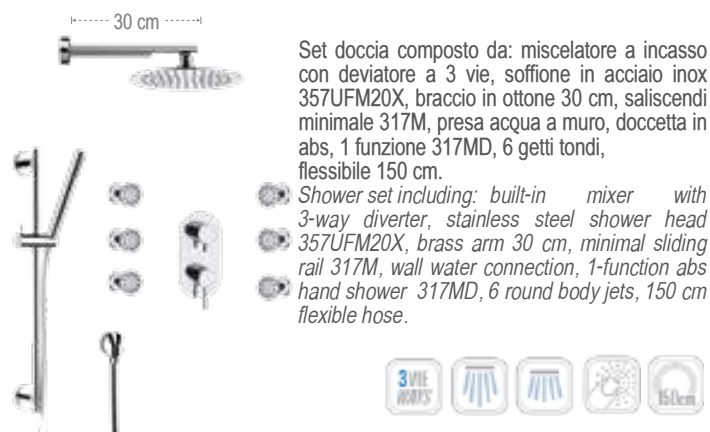 30 cm
Set doccia composto da: miscelatore a incasso
con deviatore a 3 vie, soffione in acciaio inox
357UFM20X, braccio in ottone 30 cm, saliscendi
minimale 317M, presa acqua a muro, doccetta in
abs, 1 funzione 317MD, 6 getti tondi,
flessibile 150 cm.
Shower set including: built-in mixer with
3-way diverter, stainless steel shower head
357UFM20X, brass arm 30 cm, minimal sliding
rail 317M, wall water connection, 1-function abs
hand shower 317MD, 6 round body jets, 150 cm
flexible hose.
3 VIE
WAYS
150cm